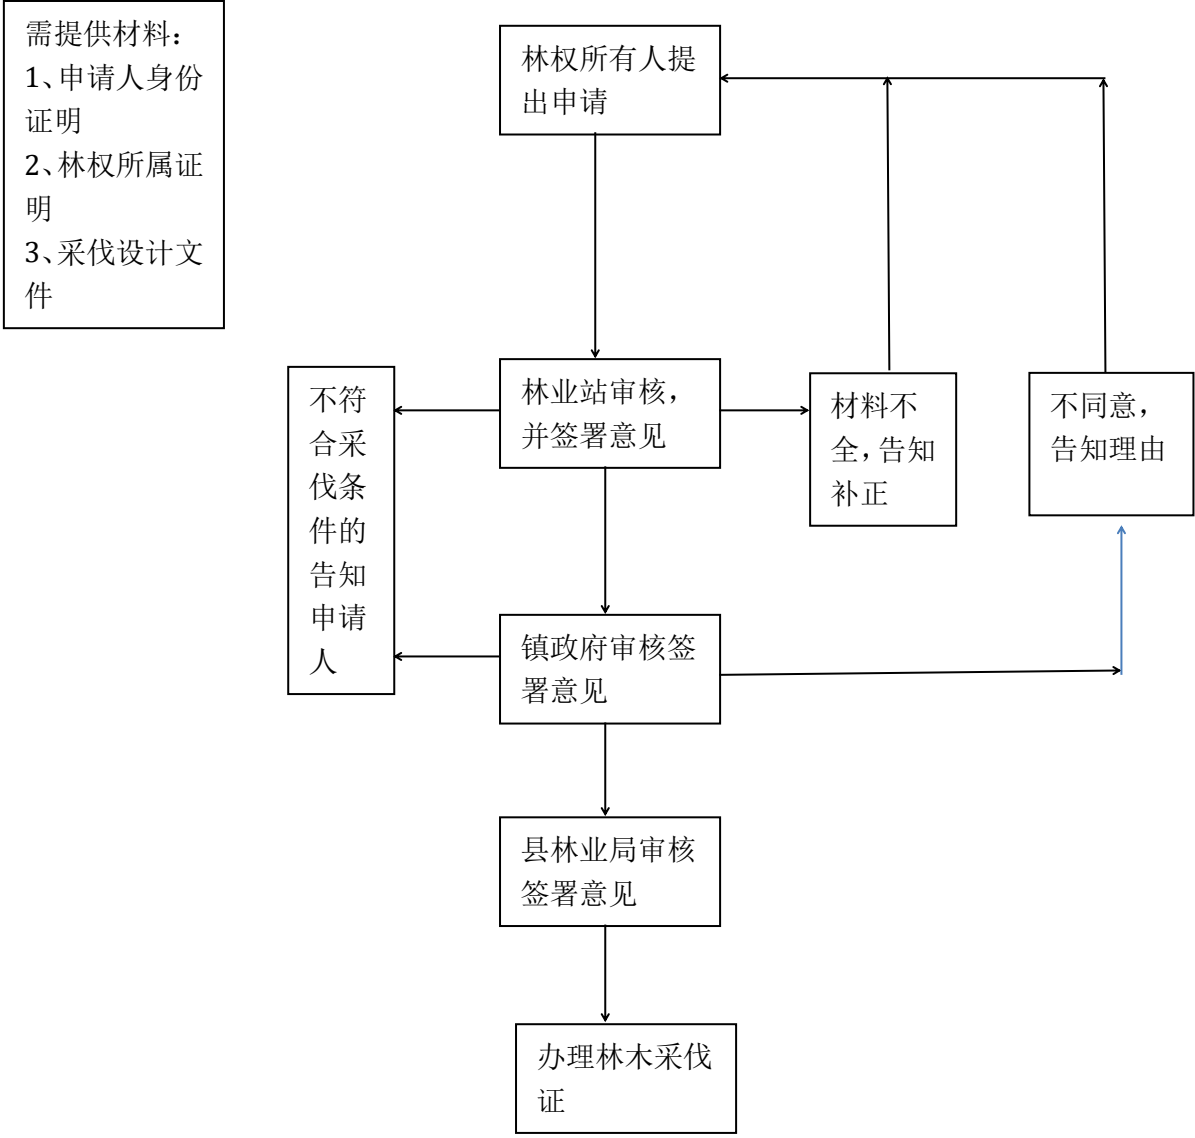 需提供材料：
1、申请人身份
证明
2、林权所属证
明
3、采伐设计文
件
林权所有人提
出申请
不符
合采
伐条
件的
告知
申请
人
林业站审核，
并签署意见
材料不
全，告知
补正
不同意，
告知理由
镇政府审核签
署意见
县林业局审核
签署意见
办理林木采伐
证